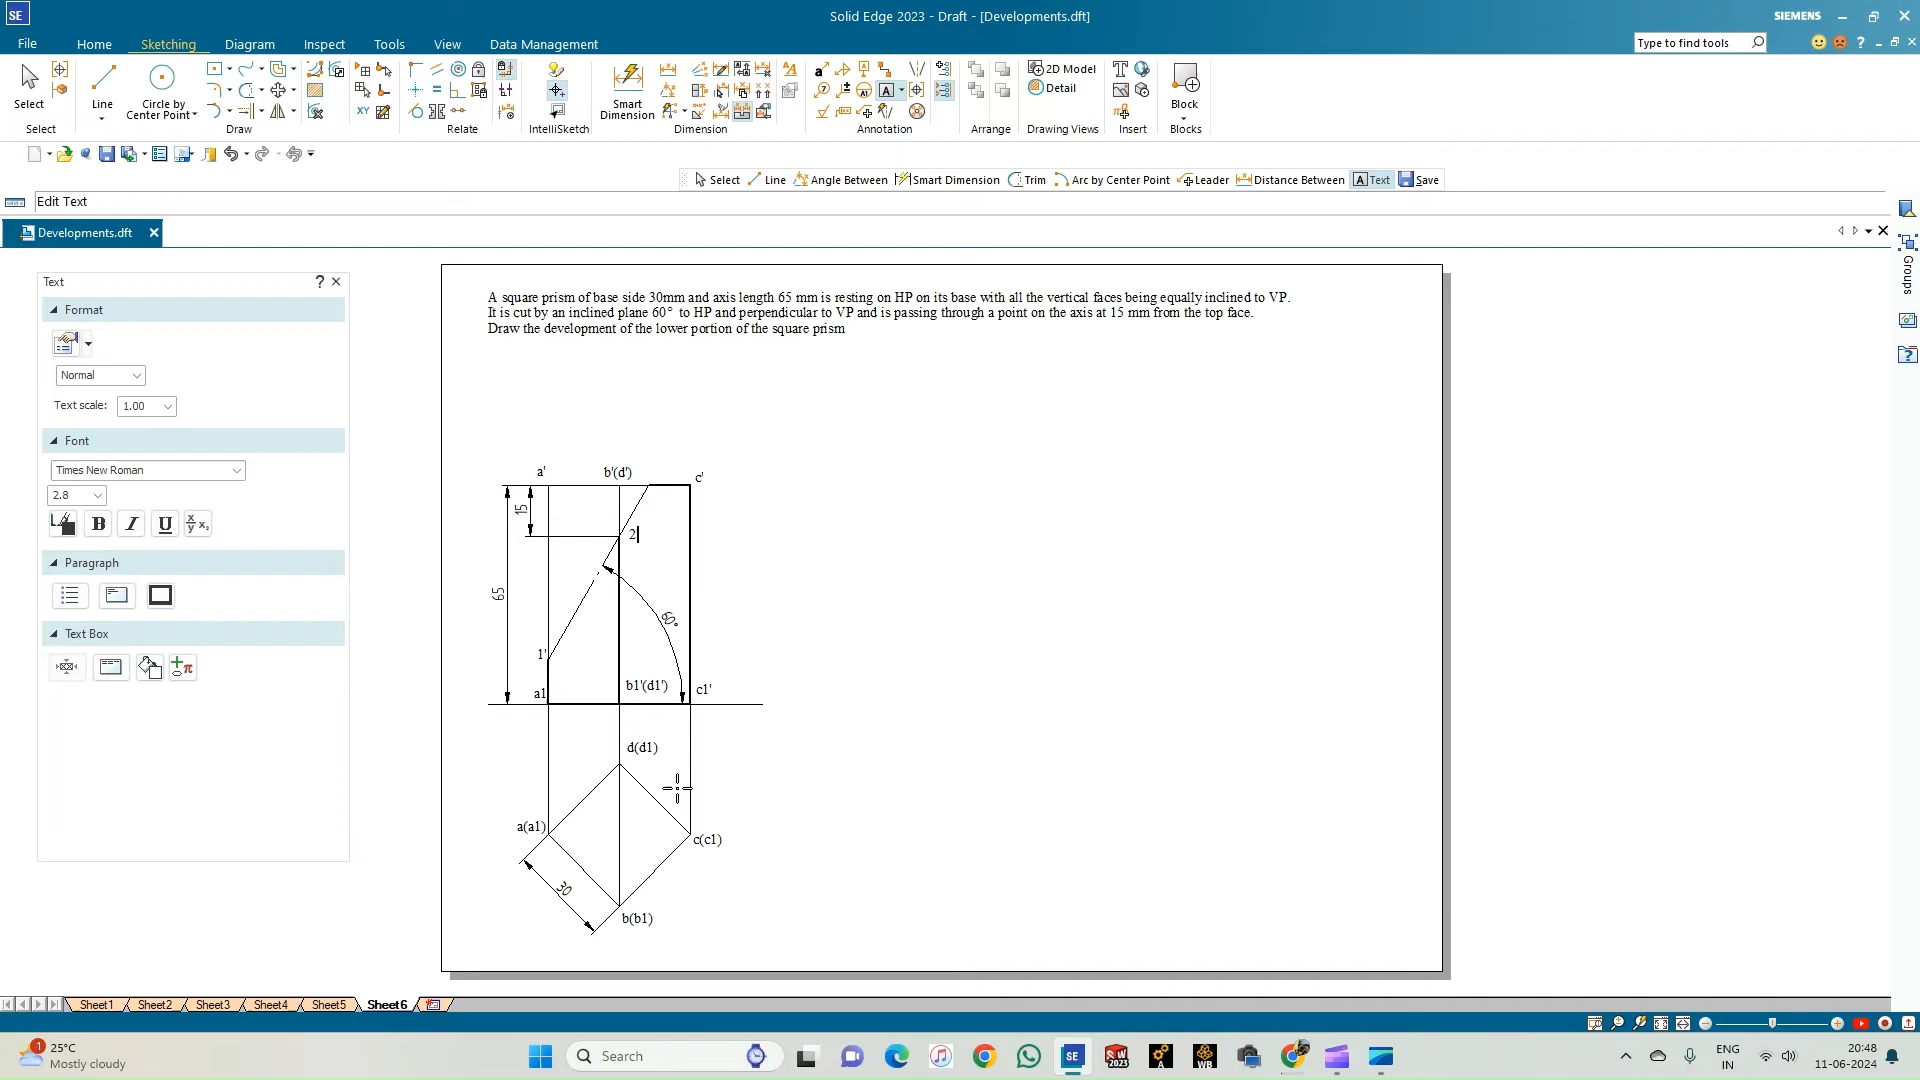 SE
Solid Edge 2023 - Draft - [Developments.dft]
SIEMENS
File
Home
Sketching
Diagram
Inspect
Tools
View
Data Management
Type to find tools
Select
Line
Circle by
Center Point
Smart
Dimension
2D Model
Detail
Block
Select
Draw
Relate
IntelliSketch
Dimension
Annotation
Arrange
Drawing Views
Insert
Blocks
Select
Line
Angle Between
Smart Dimension
Trim
Arc by Center Point
Leader
Distance Between
Text
Save
Edit Text
Developments.dft
Groups
Text
Format
Normal
Text scale: 1.00
Font
Times New Roman
2.8
B I U
Paragraph
Text Box
A square prism of base side 30mm and axis length 65 mm is resting on HP on its base with all the vertical faces being equally inclined to VP.
It is cut by an inclined plane 60° to HP and perpendicular to VP and is passing through a point on the axis at 15 mm from the top face.
Draw the development of the lower portion of the square prism
a'
b'(d')
c'
15
2
65
60°
1'
a1
b1'(d1')
c1'
d(d1)
a(a1)
c(c1)
30
b(b1)
Sheet1
Sheet2
Sheet3
Sheet4
Sheet5
Sheet6
1
25°C
Mostly cloudy
Search
SE
SW
2023
A
WB
ENG
IN
20:48
11-06-2024